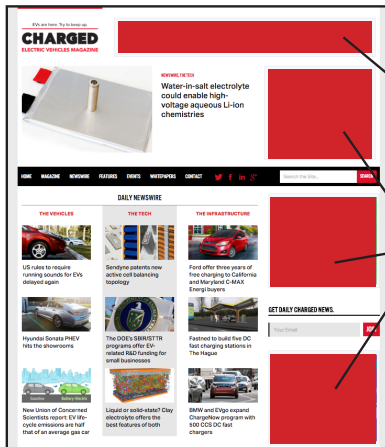 EVs are here. Try to keep up.
CHARGED
ELECTRIC VEHICLES MAGAZINE
NEWSWIRE, THE TECH
Water-in-salt electrolyte
could enable high-
voltage aqueous Li-ion
chemistries
HOME MAGAZINE NEWSWIRE FEATURES EVENTS WHITEPAPERS CONTACT
Search the Site...
SEARCH
DAILY NEWSWIRE
THE VEHICLES
THE TECH
THE INFRASTRUCTURE
US rules to require
running sounds for EVs
delayed again
Sendyne patents new
active cell balancing
topology
Ford offer three years of
free charging to California
and Maryland C-MAX
Energi buyers
Hyundai Sonata PHEV
hits the showrooms
The DOE's SBIR/STTR
programs offer EV-
related R&D funding for
small businesses
Fastned to build five DC
fast charging stations in
The Hague
Gasoline
Battery-Electric
New Union of Concerned
Scientists report: EV life-
cycle emissions are half
that of an average gas car
Liquid or solid-state? Clay
electrolyte offers the
best features of both
BMW and EVgo expand
ChargeNow program with
500 CCS DC fast
chargers
GET DAILY CHARGED NEWS.
Your Email
JOIN